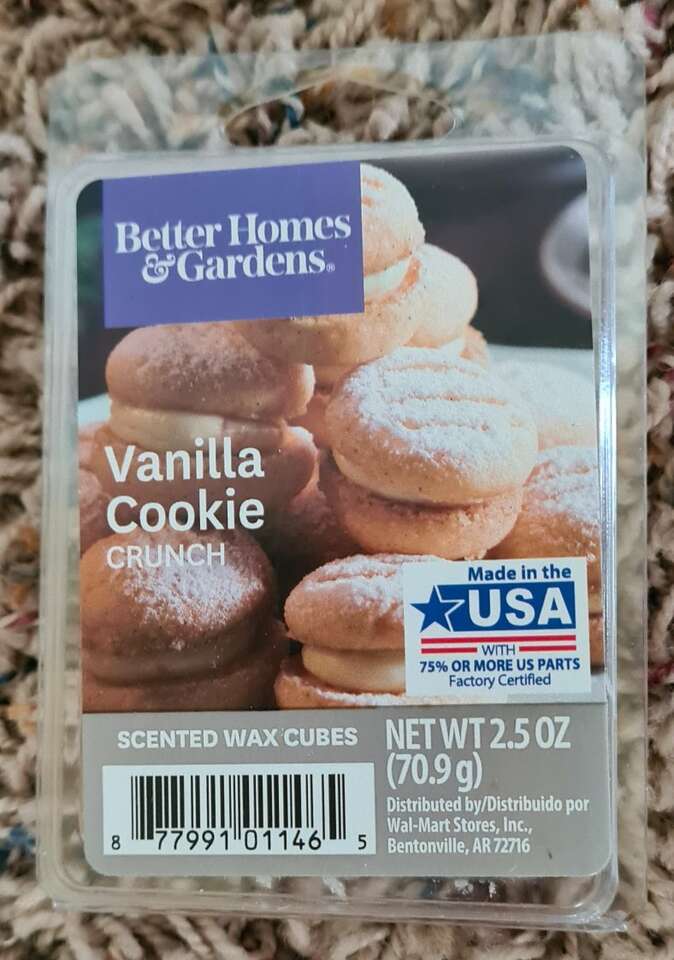 Better Homes
&Gardens®
Vanilla
Cookie
CRUNCH
Made in the
USA
WITH
75% OR MORE US PARTS
Factory Certified
SCENTED WAX CUBES
NET WT 2.5 OZ
(70.9 g)
Distributed by/Distribuido por
Wal-Mart Stores, Inc.,
Bentonville, AR 72716
8 77991 01146 5